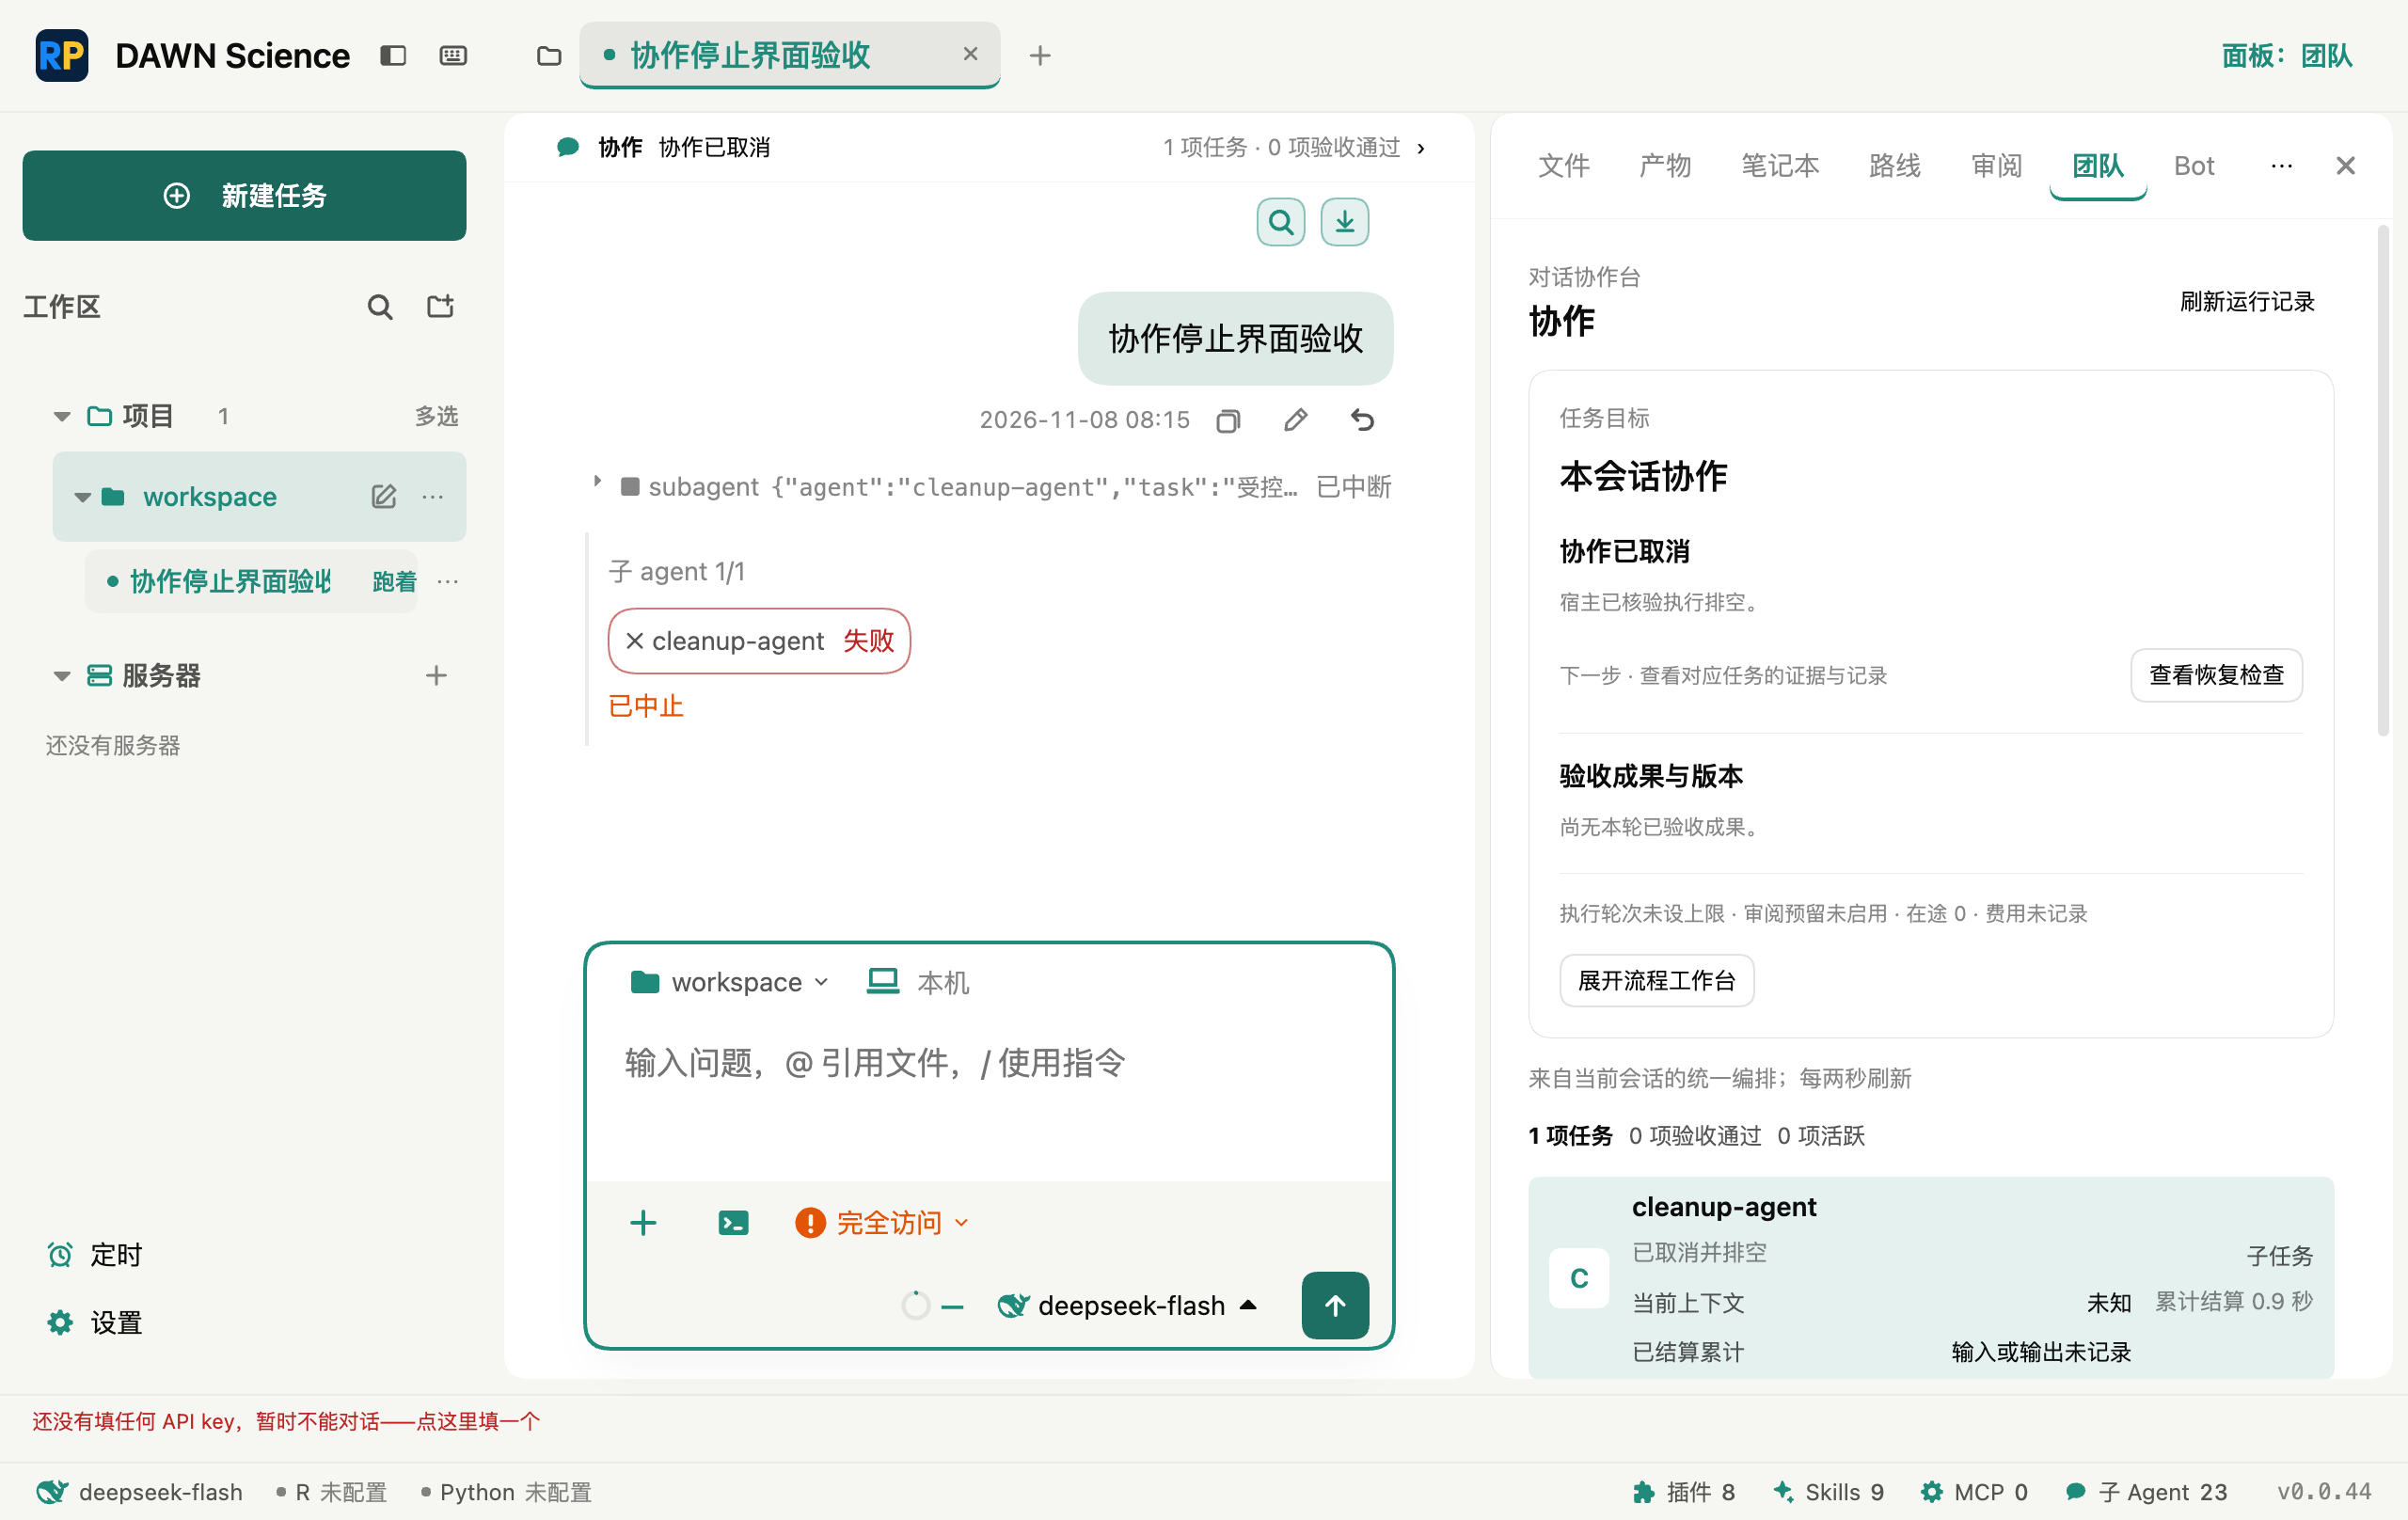 RP DAWN Science
协作停止界面验收
面板：团队
新建任务
工作区
项目 1 多选
workspace
协作停止界面验收 跑着
服务器
还没有服务器
定时
设置
协作 协作已取消 1 项任务 · 0 项验收通过 ›
协作停止界面验收
2026-11-08 08:15
subagent {"agent":"cleanup-agent","task":"受控… 已中断
子 agent 1/1
cleanup-agent 失败
已中止
workspace 本机
输入问题，@ 引用文件，/ 使用指令
完全访问
deepseek-flash
文件 产物 笔记本 路线 审阅 团队 Bot …
对话协作台
协作
刷新运行记录
任务目标
本会话协作
协作已取消
宿主已核验执行排空。
下一步 · 查看对应任务的证据与记录 查看恢复检查
验收成果与版本
尚无本轮已验收成果。
执行轮次未设上限 · 审阅预留未启用 · 在途 0 · 费用未记录
展开流程工作台
来自当前会话的统一编排；每两秒刷新
1 项任务 0 项验收通过 0 项活跃
C
cleanup-agent
已取消并排空 子任务
当前上下文 未知 累计结算 0.9 秒
已结算累计 输入或输出未记录
还没有填任何 API key，暂时不能对话——点这里填一个
deepseek-flash R 未配置 Python 未配置
插件 8 Skills 9 MCP 0 子 Agent 23 v0.0.44